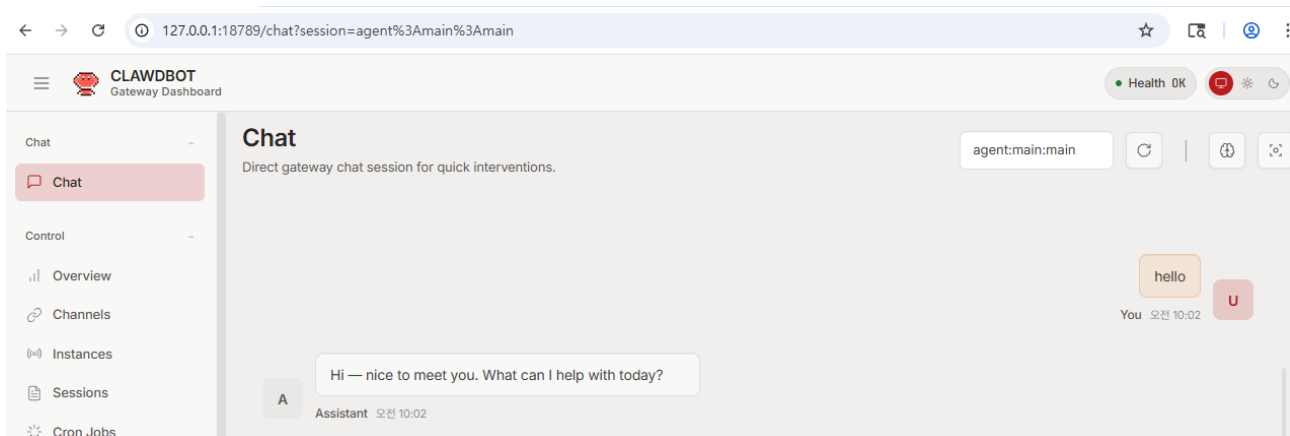 127.0.0.1:18789/chat?session=agent%3Amain%3Amain
CLAWDBOT
Gateway Dashboard
Health OK
Chat
Chat
Control
Overview
Channels
Instances
Sessions
Cron Jobs
Chat
Direct gateway chat session for quick interventions.
agent:main:main
hello
U
You 오전 10:02
Hi — nice to meet you. What can I help with today?
A
Assistant 오전 10:02